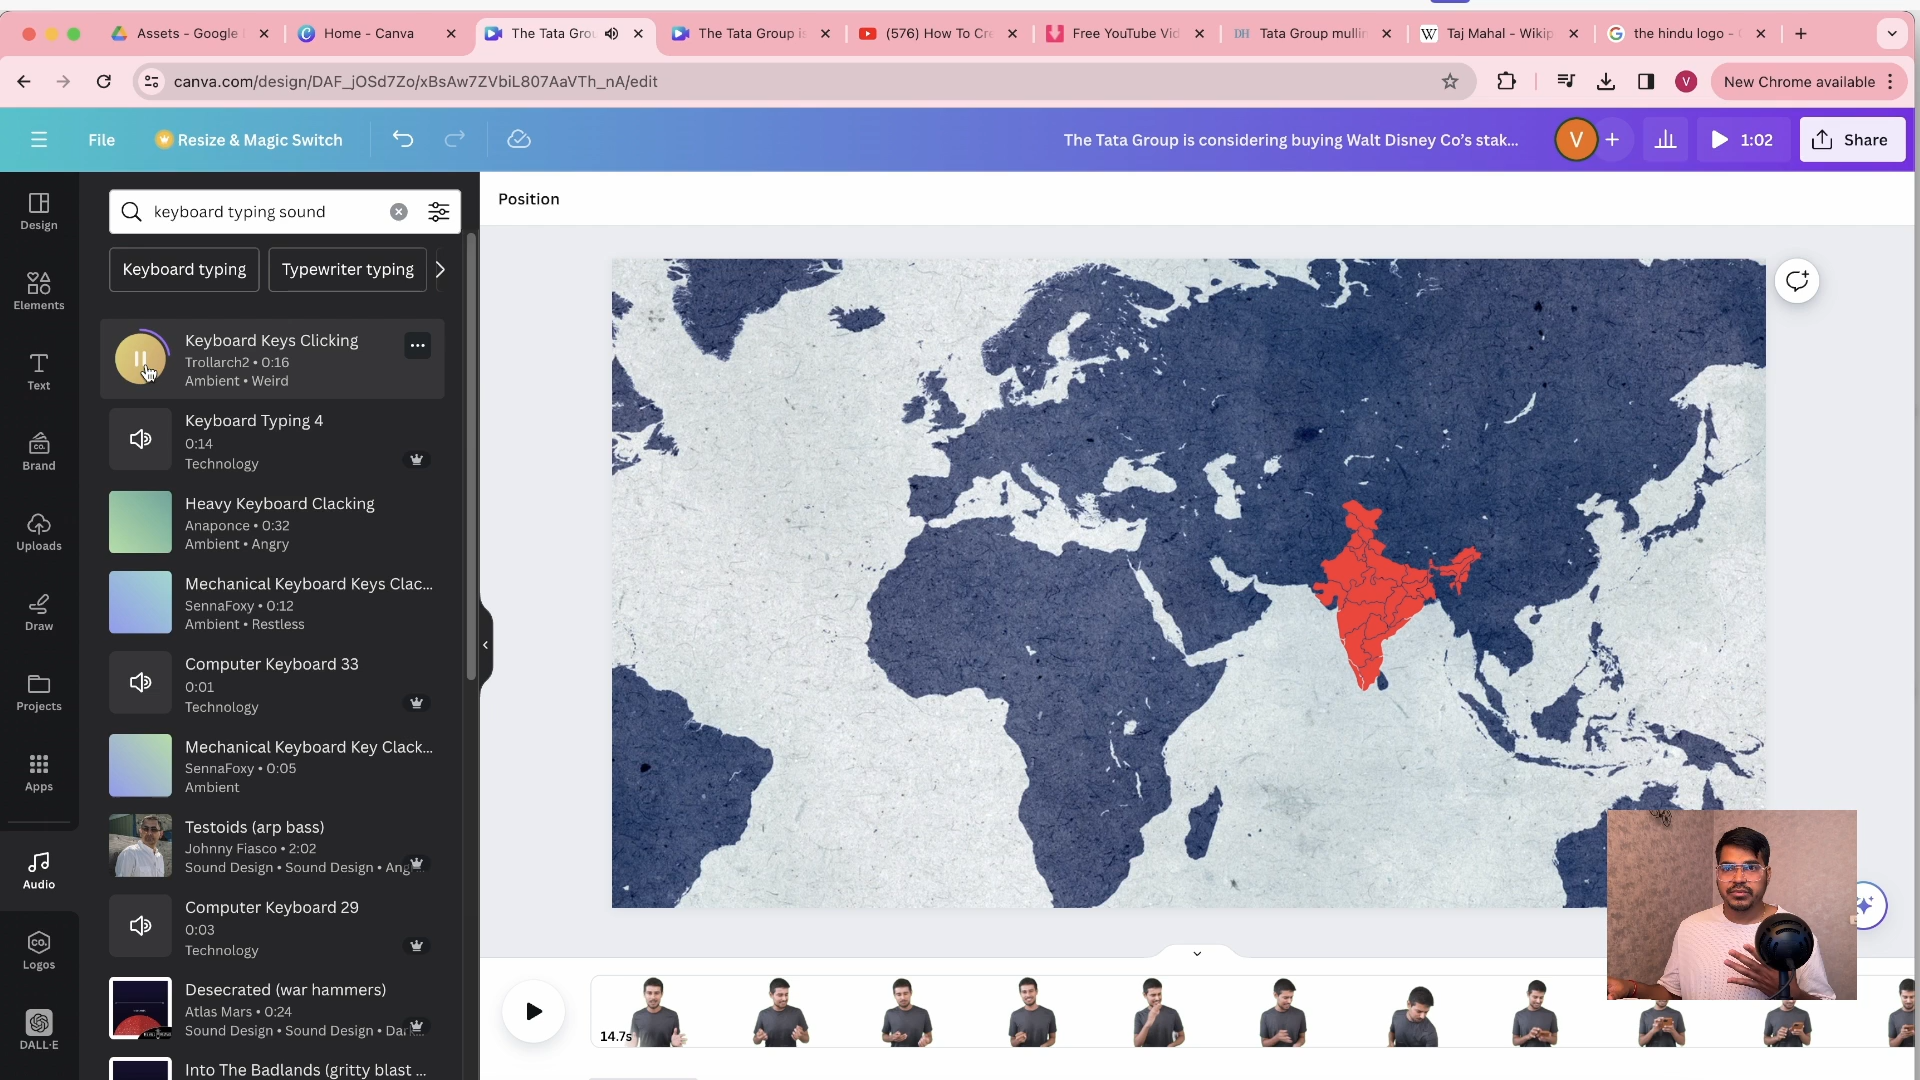 Assets - Google
Home - Canva
The Tata Grou
The Tata Group is
(576) How To Cre
Free YouTube Vid
DH Tata Group mullin
W Taj Mahal - Wikip
the hindu logo -
canva.com/design/DAF_jOSd7Zo/xBsAw7ZVbiL807AaVTh_nA/edit
V
New Chrome available
File
Resize & Magic Switch
The Tata Group is considering buying Walt Disney Co’s stak...
V
1:02
Share
Design
Elements
Text
Brand
Uploads
Draw
Projects
Apps
Audio
Logos
DALL·E
keyboard typing sound
Keyboard typing
Typewriter typing
Keyboard Keys Clicking
Trollarch2 • 0:16
Ambient • Weird
Keyboard Typing 4
0:14
Technology
Heavy Keyboard Clacking
Anaponce • 0:32
Ambient • Angry
Mechanical Keyboard Keys Clac...
SennaFoxy • 0:12
Ambient • Restless
Computer Keyboard 33
0:01
Technology
Mechanical Keyboard Key Clack...
SennaFoxy • 0:05
Ambient
Testoids (arp bass)
Johnny Fiasco • 2:02
Sound Design • Sound Design • Ang
Computer Keyboard 29
0:03
Technology
Desecrated (war hammers)
Atlas Mars • 0:24
Sound Design • Sound Design • Dar
Into The Badlands (gritty blast ...
Position
14.7s